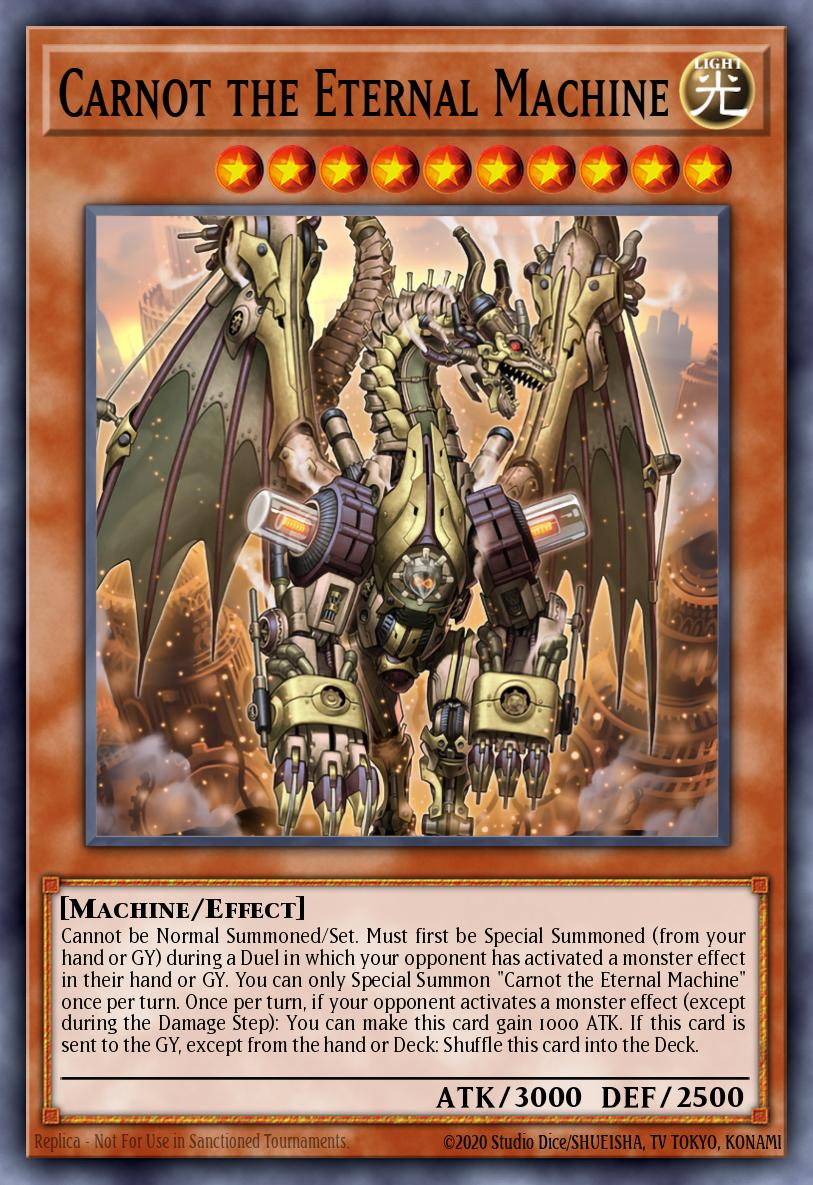 Carnot the Eternal Machine
LIGHT
光
[Machine/Effect]
Cannot be Normal Summoned/Set. Must first be Special Summoned (from your
hand or GY) during a Duel in which your opponent has activated a monster effect
in their hand or GY. You can only Special Summon "Carnot the Eternal Machine"
once per turn. Once per turn, if your opponent activates a monster effect (except
during the Damage Step): You can make this card gain 1000 ATK. If this card is
sent to the GY, except from the hand or Deck: Shuffle this card into the Deck.
ATK/3000 DEF/2500
Replica - Not For Use in Sanctioned Tournaments.
©2020 Studio Dice/SHUEISHA, TV TOKYO, KONAMI